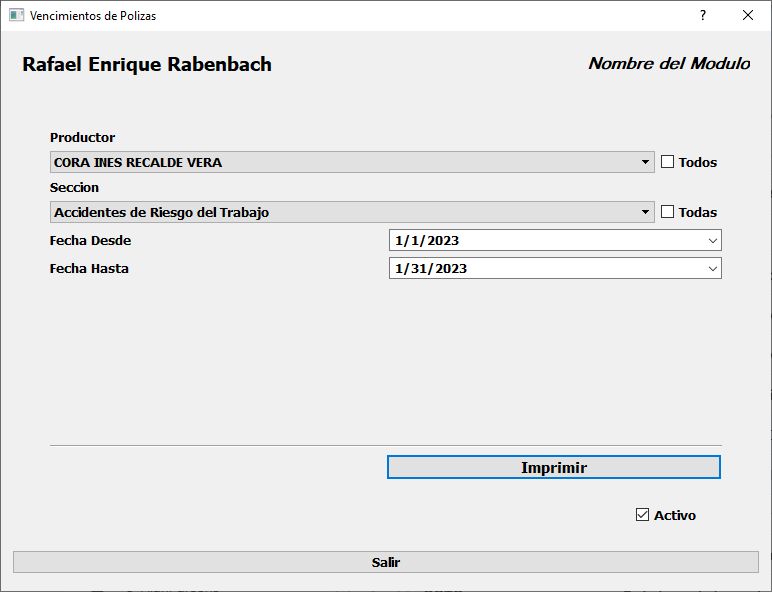 Vencimientos de Polizas
Rafael Enrique Rabenbach
Nombre del Modulo
Productor
CORA INES RECALDE VERA
Todos
Seccion
Accidentes de Riesgo del Trabajo
Todas
Fecha Desde
1/1/2023
Fecha Hasta
1/31/2023
Imprimir
Activo
Salir